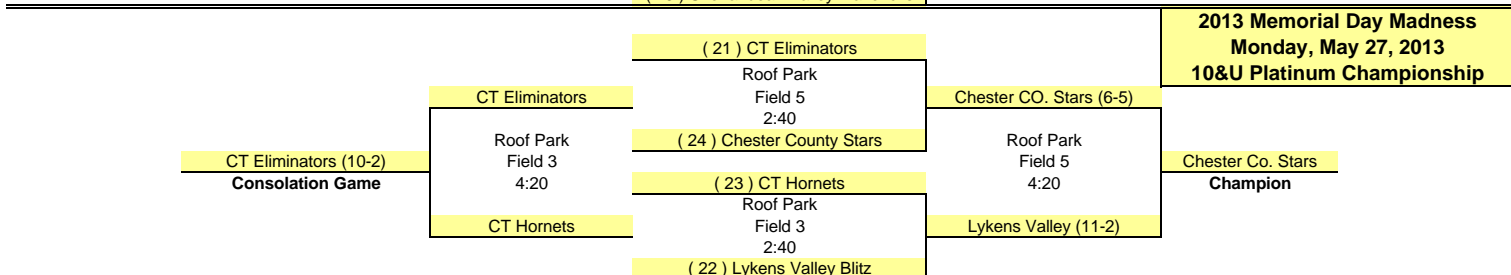 2013 Memorial Day Madness
Monday, May 27, 2013
10&U Platinum Championship
( 21 ) CT Eliminators
Roof Park
CT Eliminators Field 5 Chester CO. Stars (6-5)
2:40
Roof Park ( 24 ) Chester County Stars Roof Park
CT Eliminators (10-2) Field 3 Field 5 Chester Co. Stars
Consolation Game 4:20 ( 23 ) CT Hornets 4:20 Champion
Roof Park
CT Hornets Field 3 Lykens Valley (11-2)
2:40
( 22 ) Lykens Valley Blitz